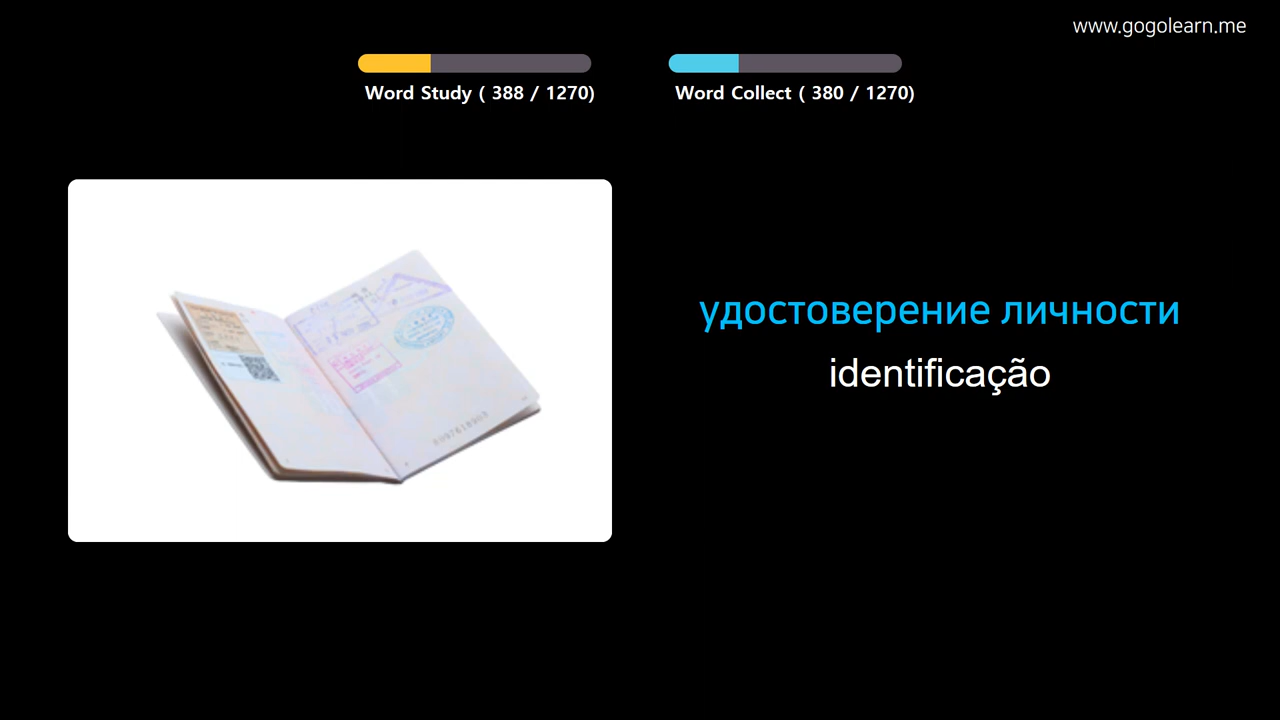 www.gogolearn.me
Word Study ( 388 / 1270)
Word Collect ( 380 / 1270)
удостоверение личности
identificação